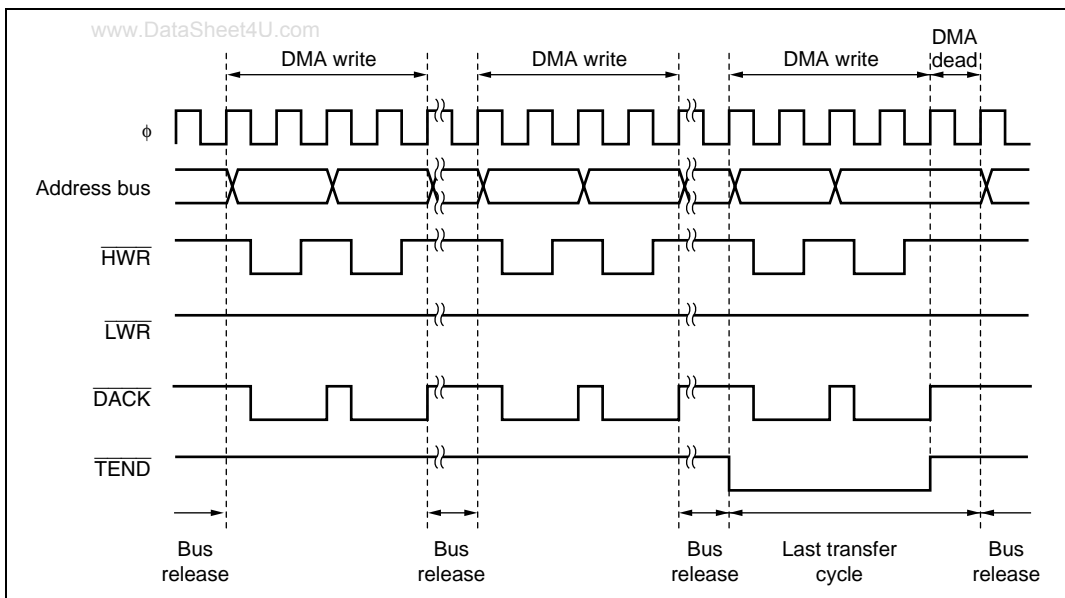 www.DataSheet4U.com
DMA write
DMA write
DMA write
DMA
dead
ϕ
Address bus
HWR
LWR
DACK
TEND
Bus
release
Bus
release
Bus
release
Last transfer
cycle
Bus
release